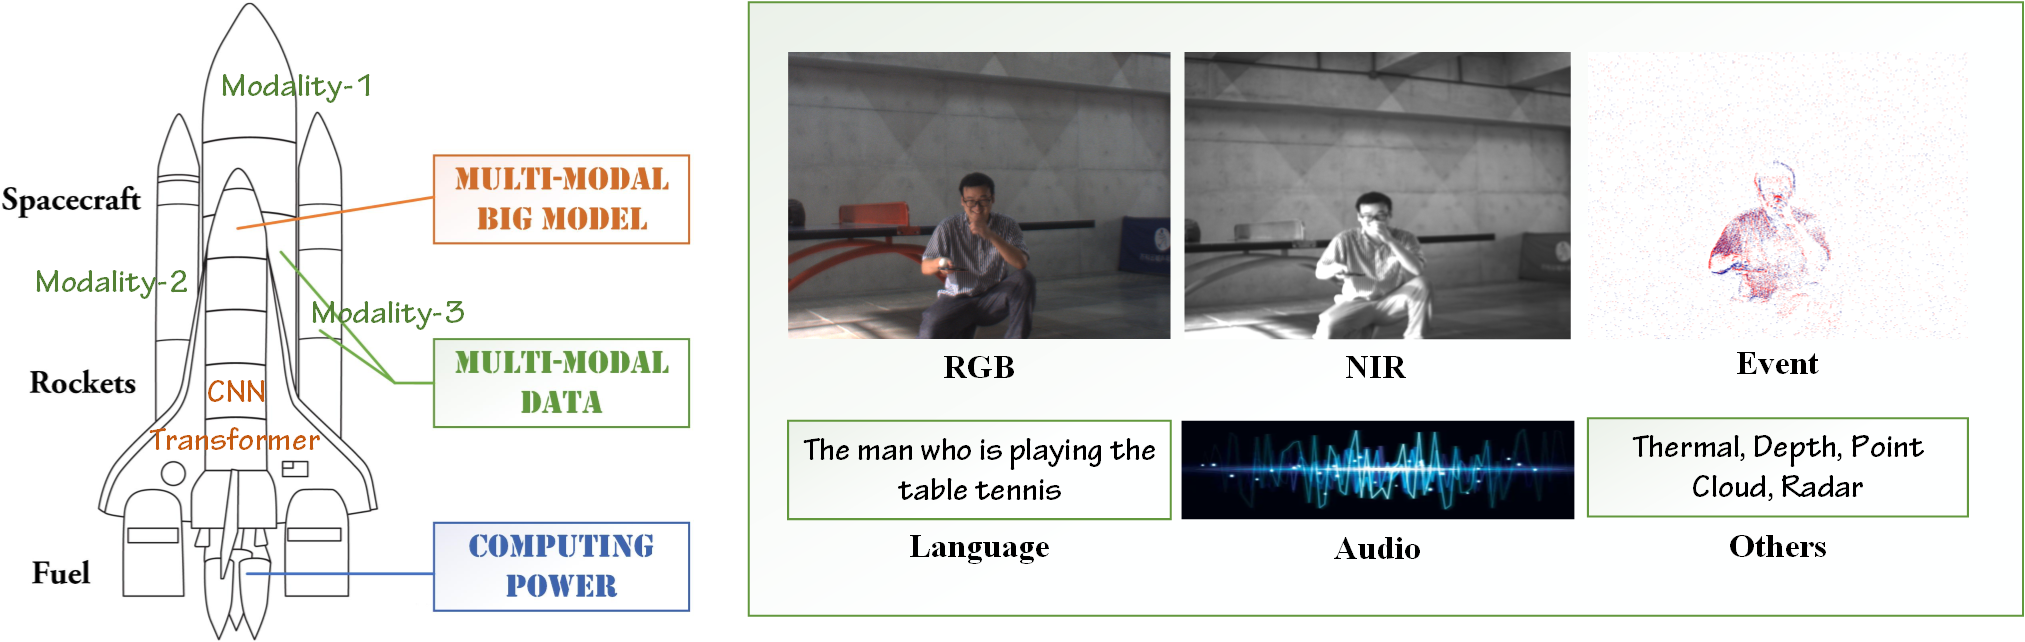 Modality-1
Spacecraft
MULTI-MODAL
BIG MODEL
Modality-2
Modality-3
Rockets
CNN
MULTI-MODAL
DATA
Transformer
Fuel
COMPUTING
POWER
RGB
NIR
Event
The man who is playing the
table tennis
Language
Audio
Thermal, Depth, Point
Cloud, Radar
Others